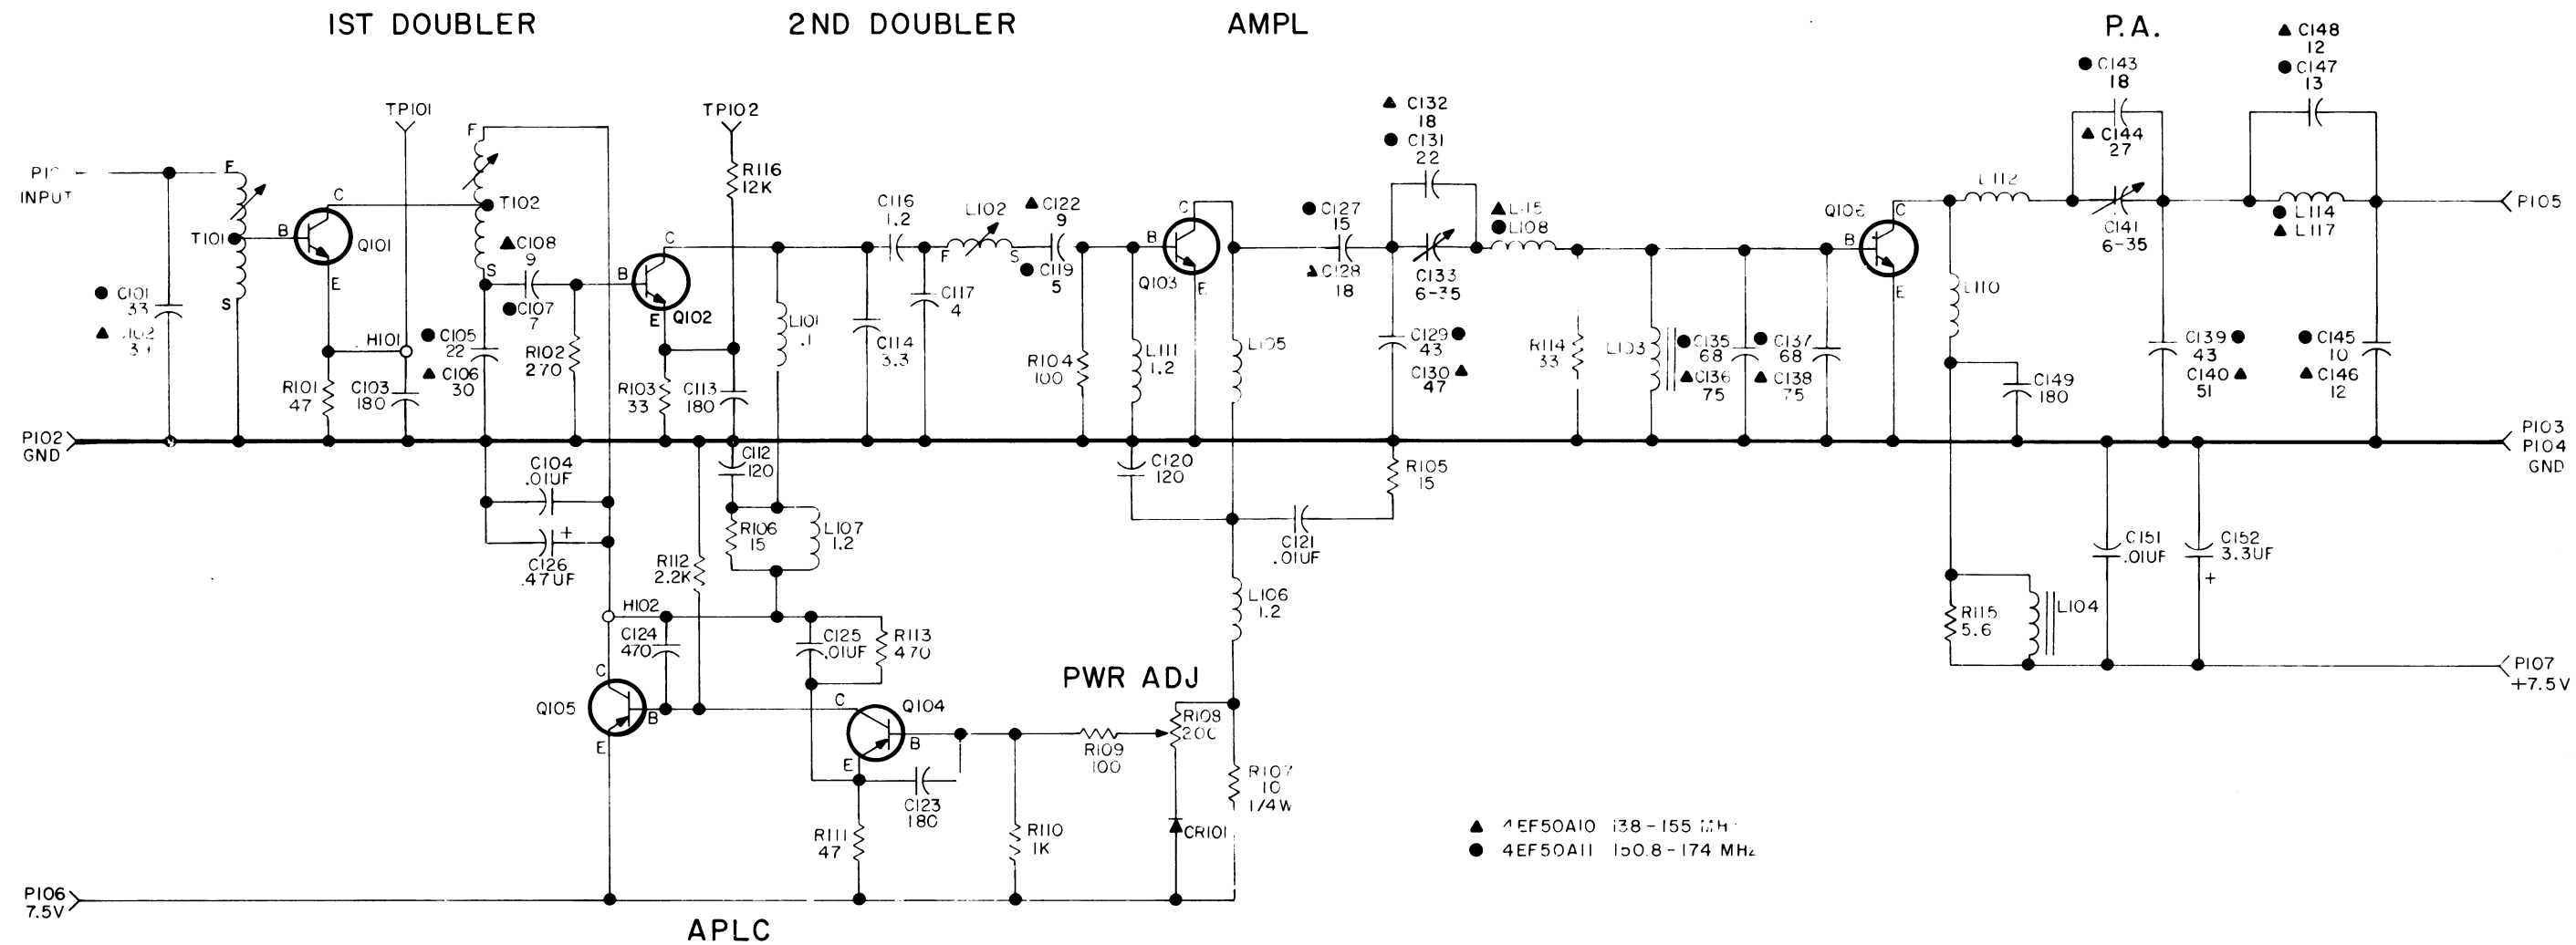 1ST DOUBLER
2ND DOUBLER
AMPL
P.A.
▲ C148
12
● C147
13
● C143
18
▲ C144
27
C141
6-35
L112
● L114
▲ L117
P105
TP101
TP102
INPUT
F
T101
S
B
C
E
Q101
● C101
33
▲
H101
R101
47
C103
180
F
T102
S
▲ C108
9
● C107
7
● C105
22
▲ C106
30
R102
270
R116
12K
B
C
E
Q102
R103
33
C113
180
L101
.1
C116
1.2
C114
3.3
C117
4
L102
F
S
▲ C122
9
● C119
5
R104
100
L111
1.2
B
C
E
Q103
L105
● C127
15
▲ C128
18
▲ C132
18
● C131
22
C133
6-35
C129 ●
43
C130 ▲
47
▲ L115
● L108
R114
33
L103
● C135
68
▲ C136
75
● C137
68
▲ C138
75
Q106
B
C
E
L110
C149
180
C139 ●
43
C140 ▲
51
● C145
10
▲ C146
12
P102
GND
P103
P104
GND
C104
.01UF
C126
.47UF
+
C112
120
R106
15
L107
1.2
R112
2.2K
C120
120
R105
15
C121
.01UF
L106
1.2
C151
.01UF
C152
3.3UF
+
R115
5.6
L104
P107
+7.5V
H102
C124
470
C125
.01UF
R113
470
PWR ADJ
C
Q105
B
E
C
Q104
B
E
C123
180
R109
100
R108
200
R107
10
1/4W
R111
47
R110
1K
CR101
▲ 4EF50A10 138-155 MHz
● 4EF50A11 150.8-174 MHz
P106
7.5V
APLC